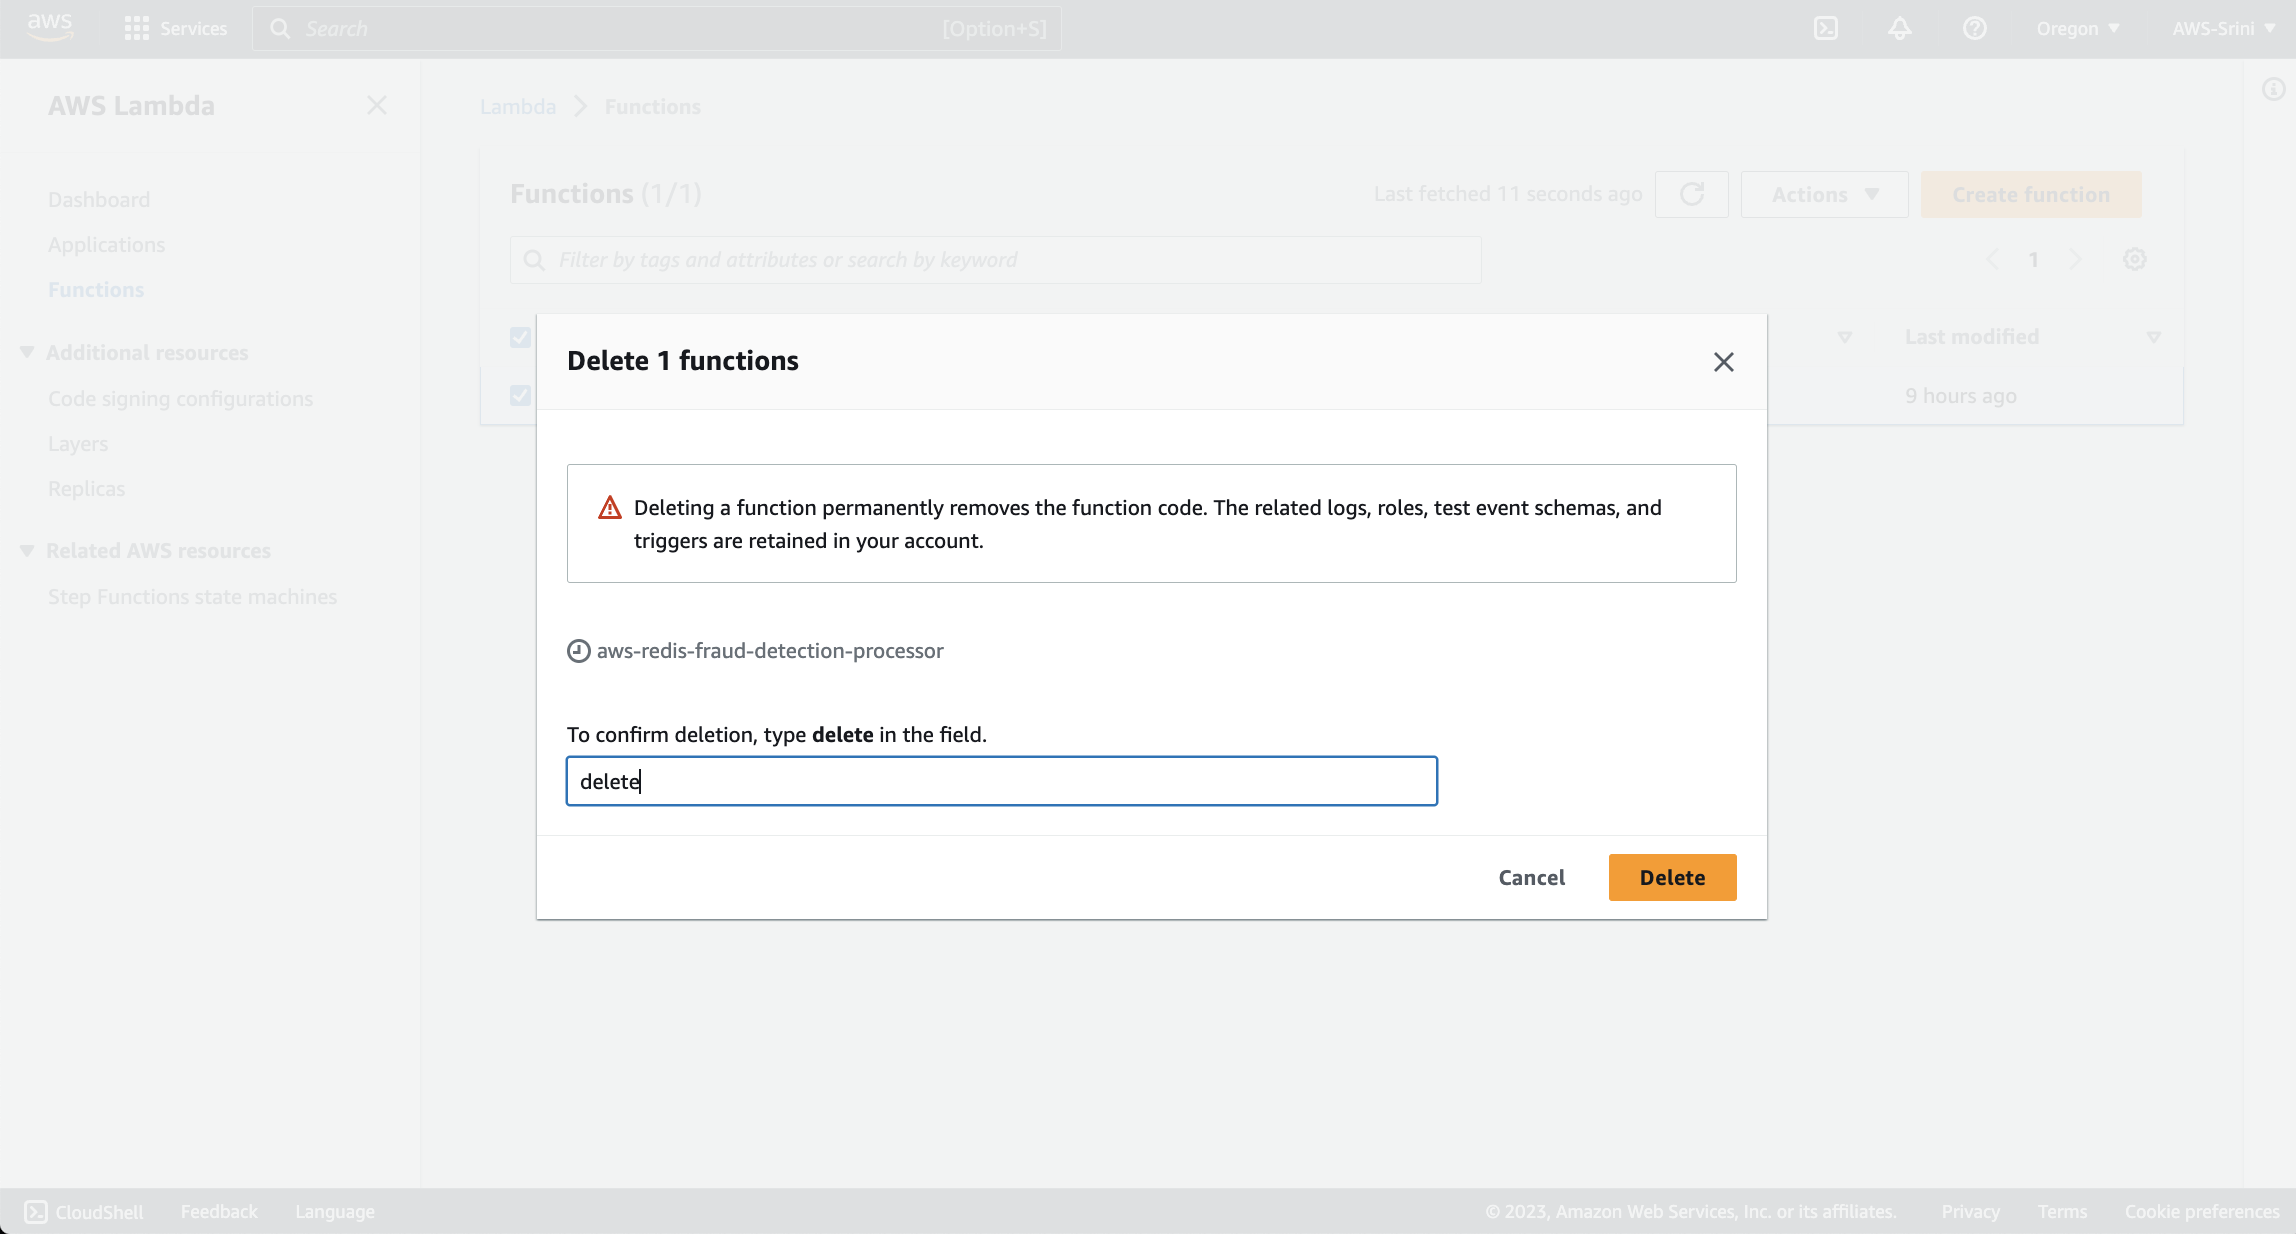 aws
Services
Search
[Option+S]
Oregon
AWS-Srini
AWS Lambda
Dashboard
Applications
Functions
Additional resources
Code signing configurations
Layers
Replicas
Related AWS resources
Step Functions state machines
Lambda
Functions
Functions (1/1)
Last fetched 11 seconds ago
Actions
Create function
Filter by tags and attributes or search by keyword
1
Last modified
9 hours ago
Delete 1 functions
Deleting a function permanently removes the function code. The related logs, roles, test event schemas, and
triggers are retained in your account.
aws-redis-fraud-detection-processor
To confirm deletion, type delete in the field.
delete
Cancel
Delete
CloudShell
Feedback
Language
© 2023, Amazon Web Services, Inc. or its affiliates.
Privacy
Terms
Cookie preferences